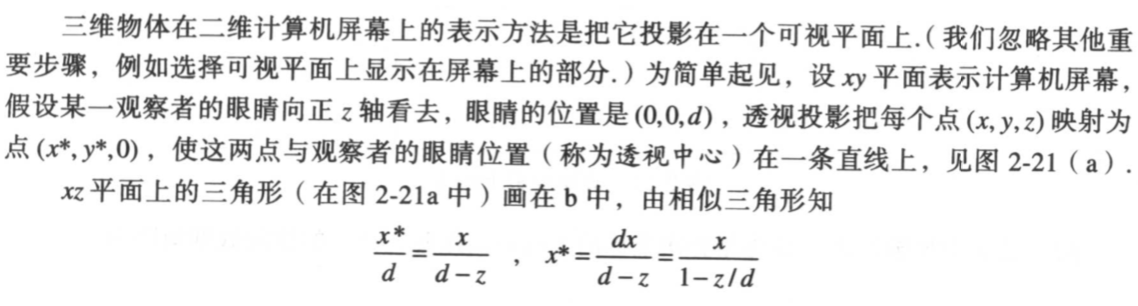 三维物体在二维计算机屏幕上的表示方法是把它投影在一个可视平面上.(我们忽略其他重
要步骤，例如选择可视平面上显示在屏幕上的部分.)为简单起见，设 xy 平面表示计算机屏幕，
假设某一观察者的眼睛向正 z 轴看去，眼睛的位置是 (0,0,d)，透视投影把每个点 (x,y,z) 映射为
点 (x*,y*,0)，使这两点与观察者的眼睛位置（称为透视中心）在一条直线上，见图 2-21（a）.
xz 平面上的三角形（在图 2-21a 中）画在 b 中，由相似三角形知
x*/d = x/(d-z) ， x* = dx/(d-z) = x/(1-z/d)